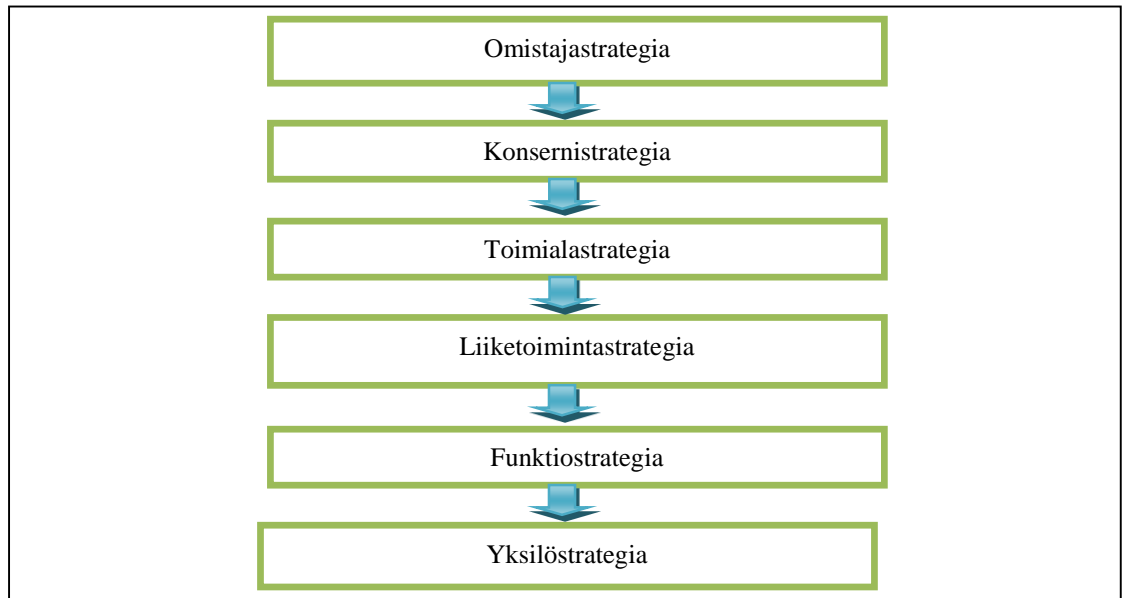 Omistajastrategia
Konsernistrategia
Toimialastrategia
Liiketoimintastrategia
Funktiostrategia
Yksilöstrategia